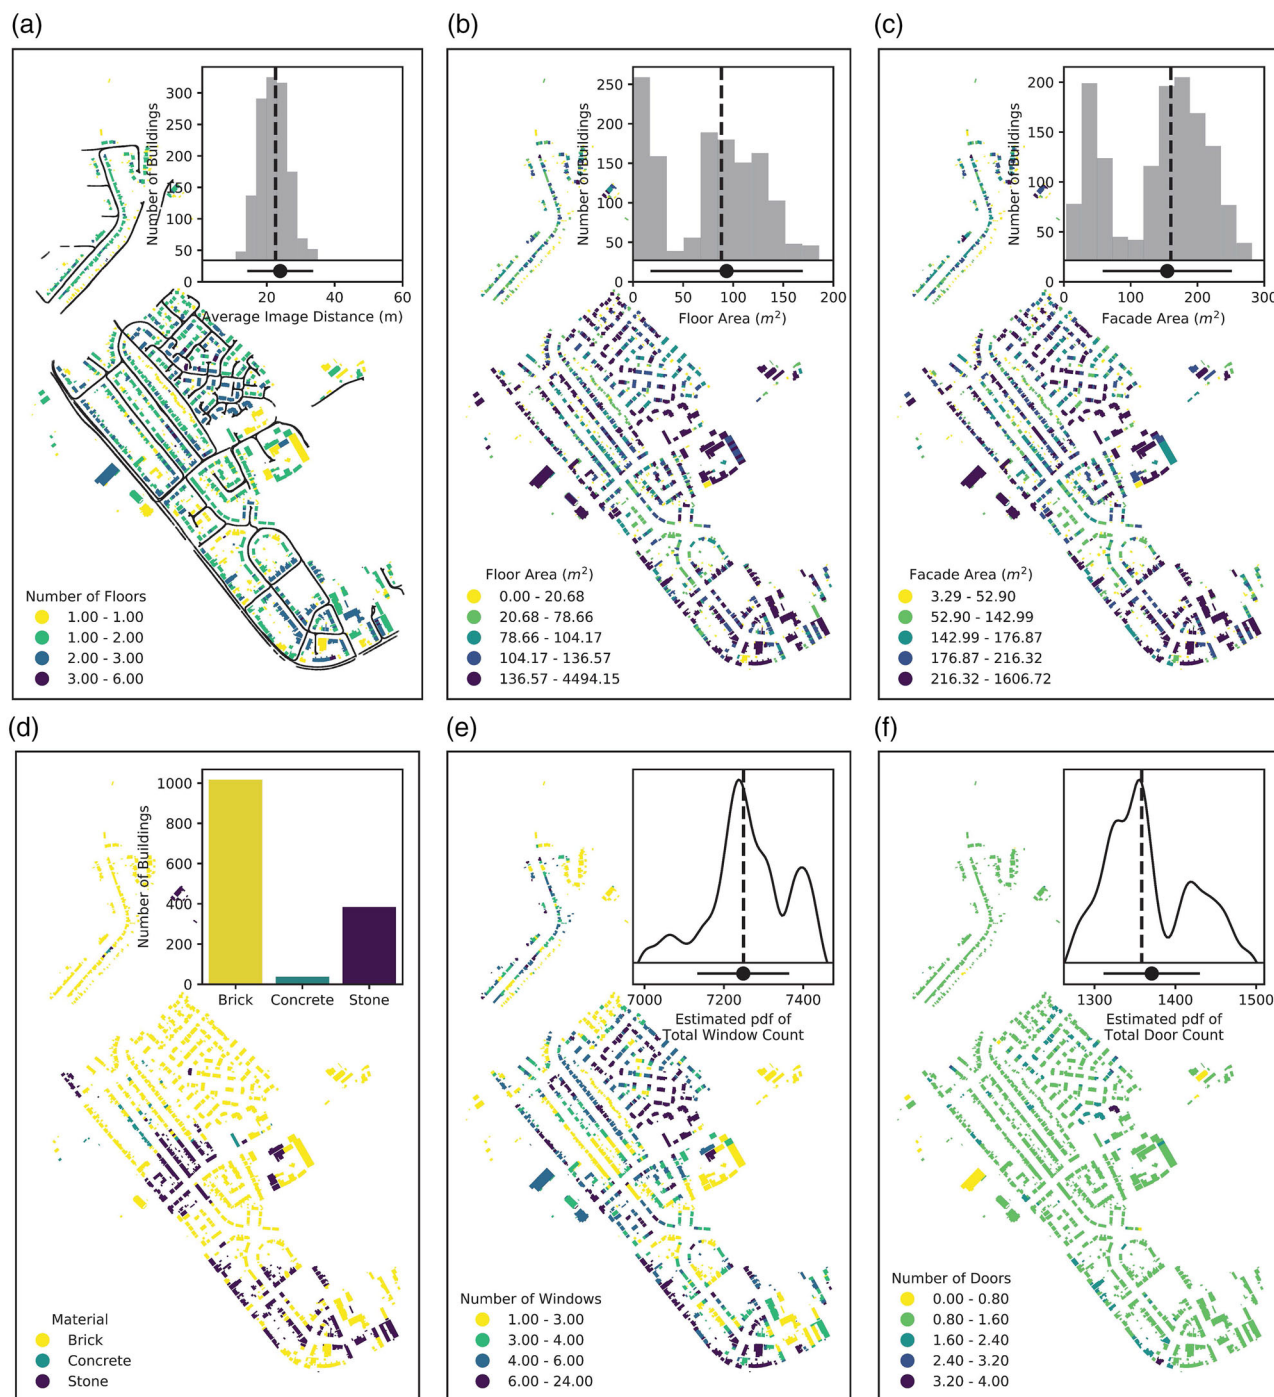 (a)
(b)
(c)
Number of Buildings
300
250
200
150
100
50
0
20
40
60
Average Image Distance (m)
Number of Floors
1.00 - 1.00
1.00 - 2.00
2.00 - 3.00
3.00 - 6.00
Number of Buildings
250
200
150
100
50
0
0
50
100
150
200
Floor Area (m²)
Floor Area (m²)
0.00 - 20.68
20.68 - 78.66
78.66 - 104.17
104.17 - 136.57
136.57 - 4494.15
Number of Buildings
200
150
100
50
0
0
100
200
300
Facade Area (m²)
Facade Area (m²)
3.29 - 52.90
52.90 - 142.99
142.99 - 176.87
176.87 - 216.32
216.32 - 1606.72
(d)
(e)
(f)
Number of Buildings
1000
800
600
400
200
0
Brick
Concrete
Stone
Material
Brick
Concrete
Stone
7000
7200
7400
Estimated pdf of
Total Window Count
Number of Windows
1.00 - 3.00
3.00 - 4.00
4.00 - 6.00
6.00 - 24.00
1300
1400
1500
Estimated pdf of
Total Door Count
Number of Doors
0.00 - 0.80
0.80 - 1.60
1.60 - 2.40
2.40 - 3.20
3.20 - 4.00